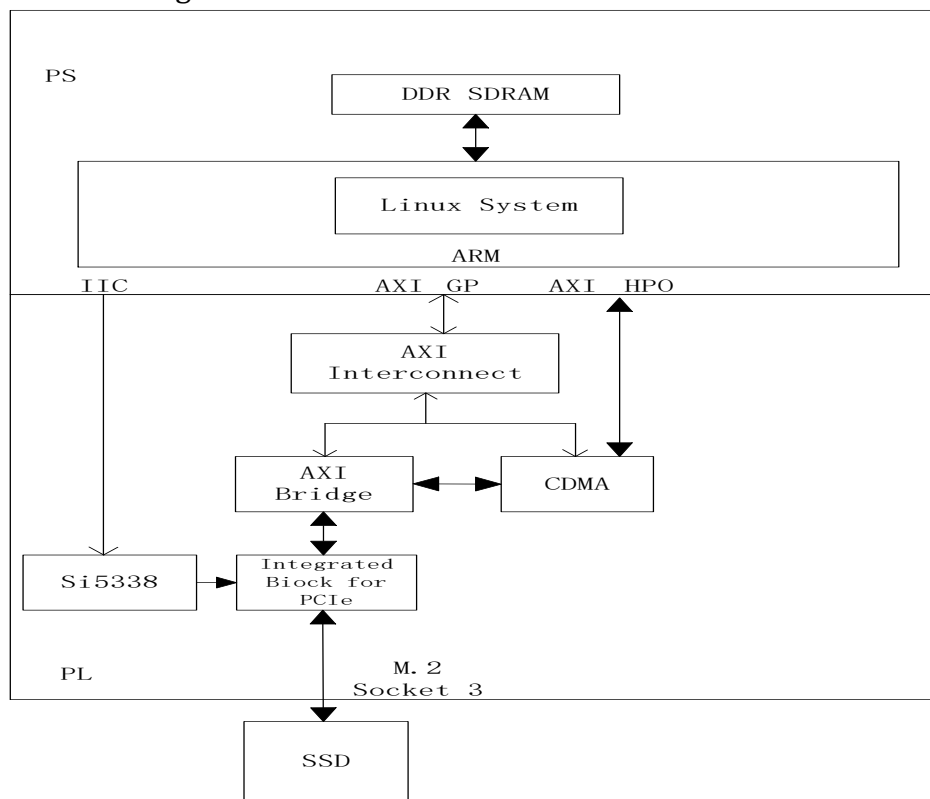 PS
DDR SDRAM
Linux System
ARM
IIC
AXI GP
AXI HPO
AXI
Interconnect
AXI
Bridge
CDMA
Si5338
Integrated
Biock for
PCIe
PL
M.2
Socket 3
SSD